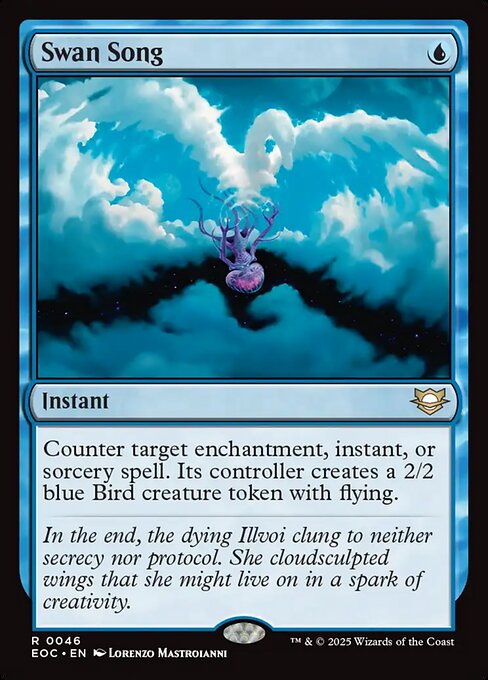 Swan Song
Instant
Counter target enchantment, instant, or
sorcery spell. Its controller creates a 2/2
blue Bird creature token with flying.
In the end, the dying Illvoi clung to neither
secrecy nor protocol. She cloudsculpted
wings that she might live on in a spark of
creativity.
R 0046
EOC • EN Lorenzo Mastroianni
™ & © 2025 Wizards of the Coast